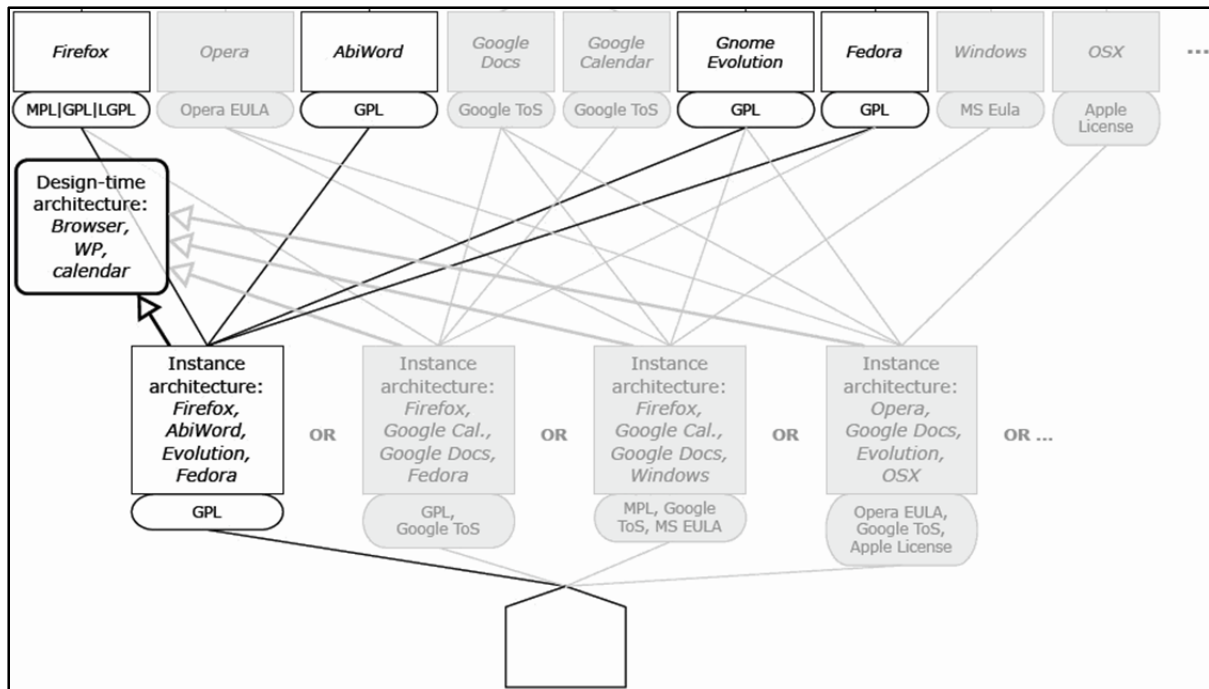 Firefox
Opera
AbiWord
Google
Docs
Google
Calendar
Gnome
Evolution
Fedora
Windows
OSX
...
MPL|GPL|LGPL
Opera EULA
GPL
Google ToS
Google ToS
GPL
GPL
MS Eula
Apple
License
Design-time
architecture:
Browser,
WP,
calendar
Instance
architecture:
Firefox,
AbiWord,
Evolution,
Fedora
GPL
OR
Instance
architecture:
Firefox,
Google Cal.,
Google Docs,
Fedora
GPL,
Google ToS
OR
Instance
architecture:
Firefox,
Google Cal.,
Google Docs,
Windows
MPL, Google
ToS, MS EULA
OR
Instance
architecture:
Opera,
Google Docs,
Evolution,
OSX
Opera EULA,
Google ToS,
Apple License
OR ...